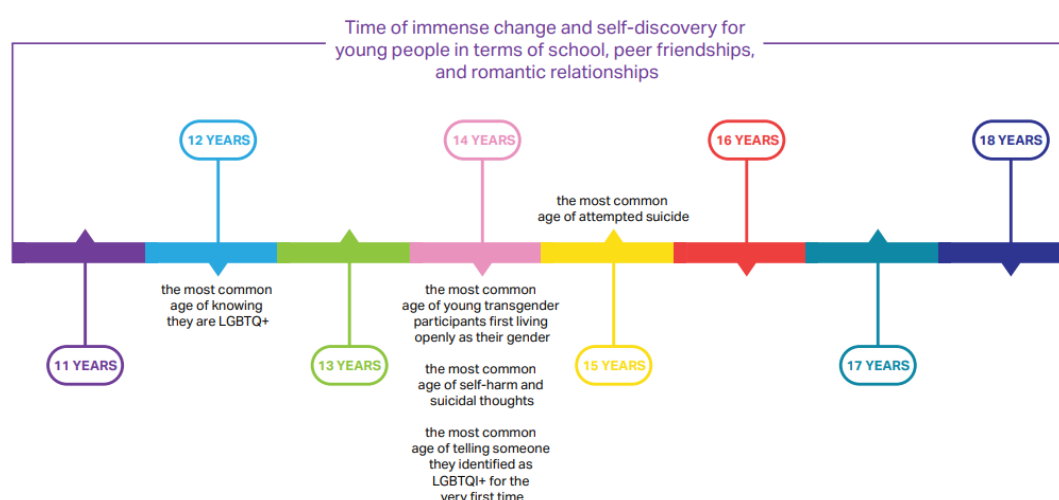 Time of immense change and self-discovery for
young people in terms of school, peer friendships,
and romantic relationships
12 YEARS
14 YEARS
16 YEARS
18 YEARS
the most common
age of attempted suicide
the most common
age of knowing
they are LGBTQ+
the most common
age of young transgender
participants first living
openly as their gender
the most common
age of self-harm and
suicidal thoughts
the most common
age of telling someone
they identified as
LGBTQI+ for the
very first time
11 YEARS
13 YEARS
15 YEARS
17 YEARS